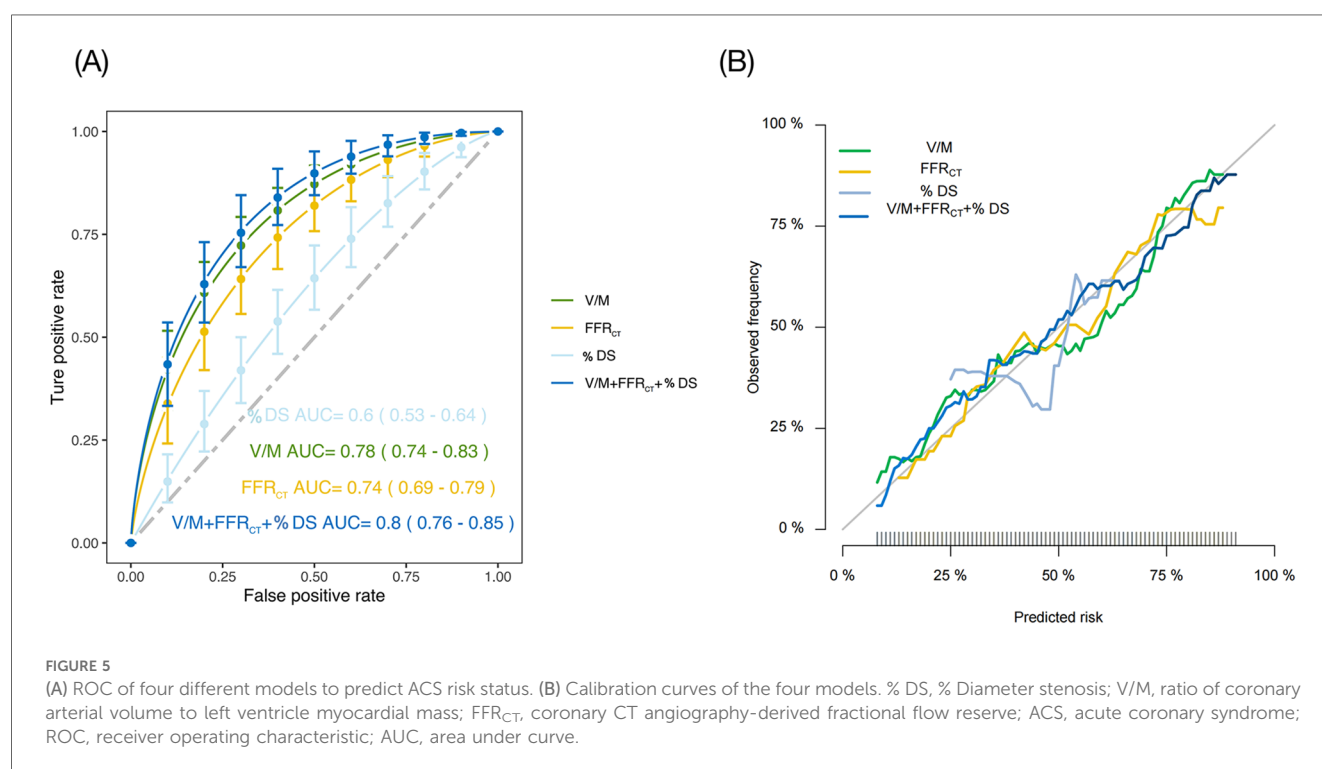 (A)
Ture positive rate
1.00
0.75
0.50
0.25
0.00
% DS AUC= 0.6 ( 0.53 - 0.64 )
V/M AUC= 0.78 ( 0.74 - 0.83 )
FFRCT AUC= 0.74 ( 0.69 - 0.79 )
V/M+FFRCT+% DS AUC= 0.8 ( 0.76 - 0.85 )
0.00 0.25 0.50 0.75 1.00
False positive rate
V/M
FFRCT
% DS
V/M+FFRCT+% DS
(B)
Observed frequency
100 %
75%
50%
25%
0 %
V/M
FFRCT
% DS
V/M+FFRCT+% DS
0 % 25% 50 % 75% 100 %
Predicted risk
FIGURE 5
(A) ROC of four different models to predict ACS risk status. (B) Calibration curves of the four models. % DS, % Diameter stenosis; V/M, ratio of coronary
arterial volume to left ventricle myocardial mass; FFRCT, coronary CT angiography-derived fractional flow reserve; ACS, acute coronary syndrome;
ROC, receiver operating characteristic; AUC, area under curve.